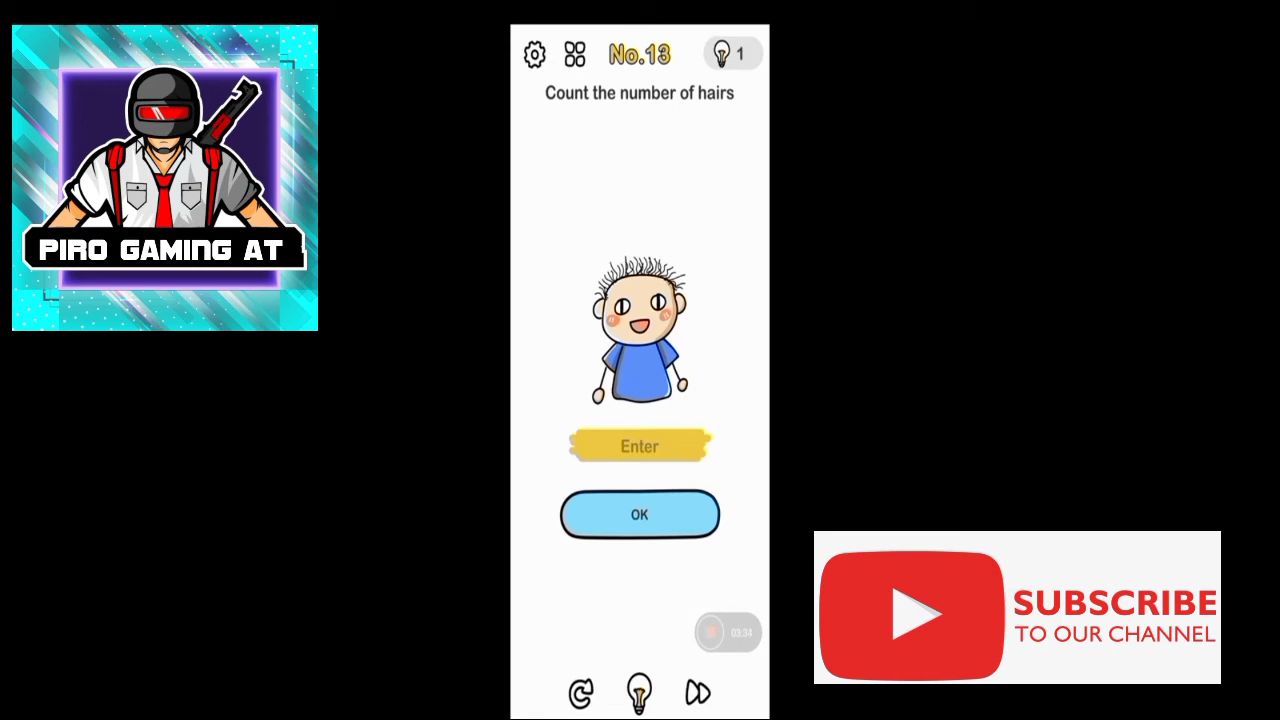 PIRO GAMING AT
No.13
1
Count the number of hairs
Enter
OK
03:34
SUBSCRIBE
TO OUR CHANNEL